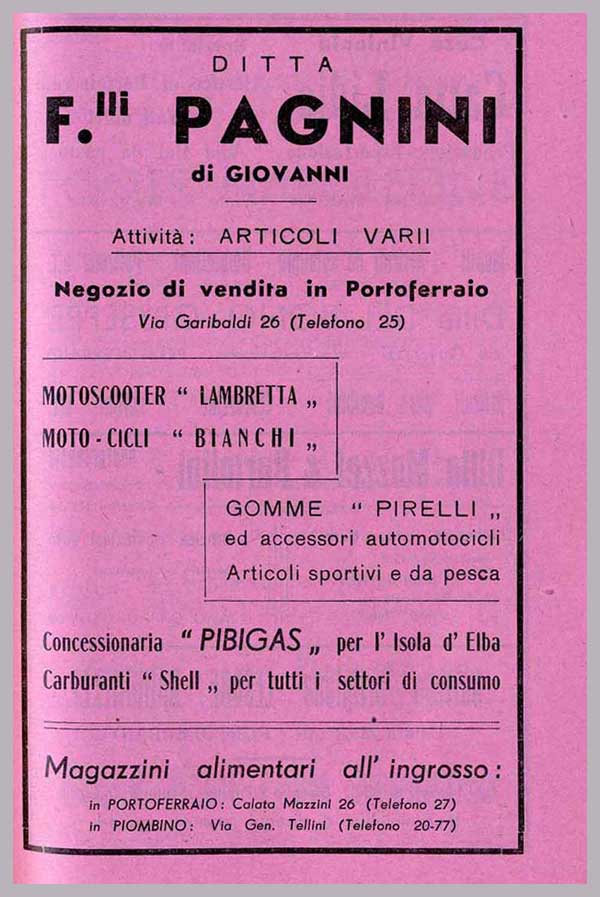 DITTA
F.lli PAGNINI
di GIOVANNI
Attività: ARTICOLI VARII
Negozio di vendita in Portoferraio
Via Garibaldi 26 (Telefono 25)
MOTOSCOOTER “ LAMBRETTA „
MOTO - CICLI “ BIANCHI „
GOMME “ PIRELLI „
ed accessori automotocicli
Articoli sportivi e da pesca
Concessionaria “ PIBIGAS „ per l' Isola d' Elba
Carburanti “ Shell „ per tutti i settori di consumo
Magazzini alimentari all' ingrosso:
in PORTOFERRAIO: Calata Mazzini 26 (Telefono 27)
in PIOMBINO: Via Gen. Tellini (Telefono 20-77)